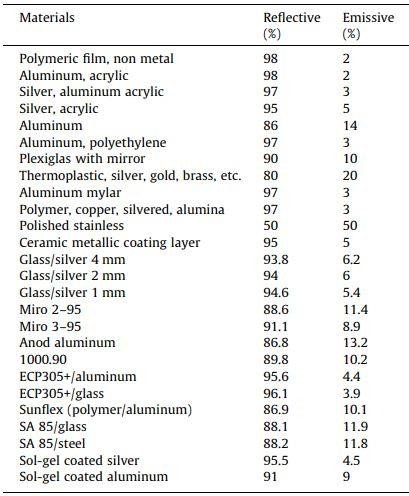 Materials Reflective Emissive
(%) (%)
Polymeric film, non metal 98 2
Aluminum, acrylic 98 2
Silver, aluminum acrylic 97 3
Silver, acrylic 95 5
Aluminum 86 14
Aluminum, polyethylene 97 3
Plexiglas with mirror 90 10
Thermoplastic, silver, gold, brass, etc. 80 20
Aluminum mylar 97 3
Polymer, copper, silvered, alumina 97 3
Polished stainless 50 50
Ceramic metallic coating layer 95 5
Glass/silver 4 mm 93.8 6.2
Glass/silver 2 mm 94 6
Glass/silver 1 mm 94.6 5.4
Miro 2–95 88.6 11.4
Miro 3–95 91.1 8.9
Anod aluminum 86.8 13.2
1000.90 89.8 10.2
ECP305+/aluminum 95.6 4.4
ECP305+/glass 96.1 3.9
Sunflex (polymer/aluminum) 86.9 10.1
SA 85/glass 88.1 11.9
SA 85/steel 88.2 11.8
Sol-gel coated silver 95.5 4.5
Sol-gel coated aluminum 91 9